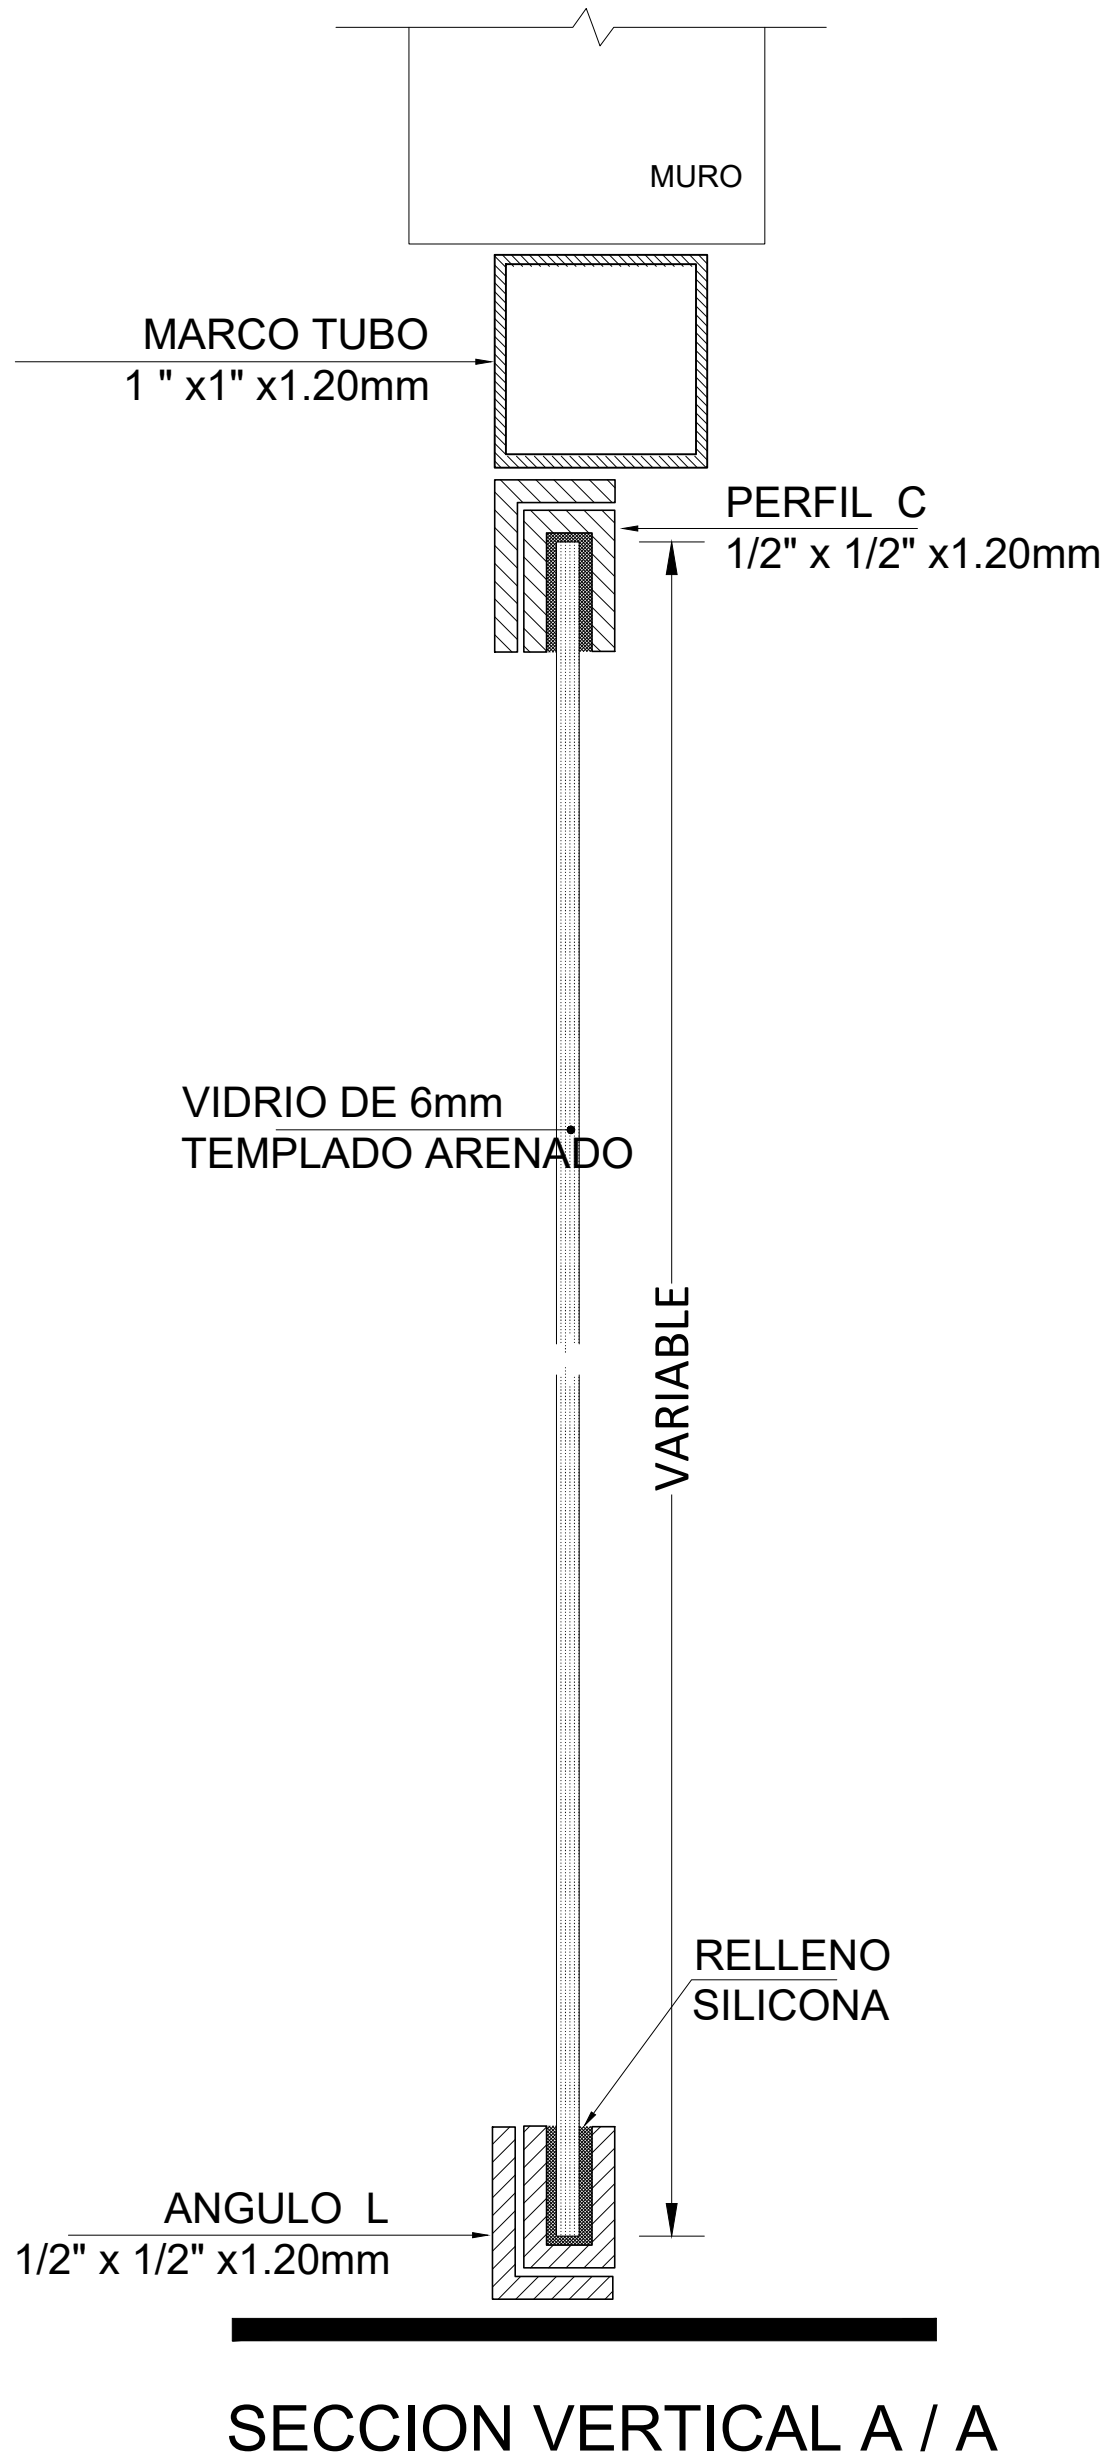 MURO
MARCO TUBO
1 " x1" x1.20mm
PERFIL C
1/2" x 1/2" x1.20mm
VIDRIO DE 6mm
TEMPLADO ARENADO
VARIABLE
RELLENO
SILICONA
ANGULO L
1/2" x 1/2" x1.20mm
SECCION VERTICAL A / A